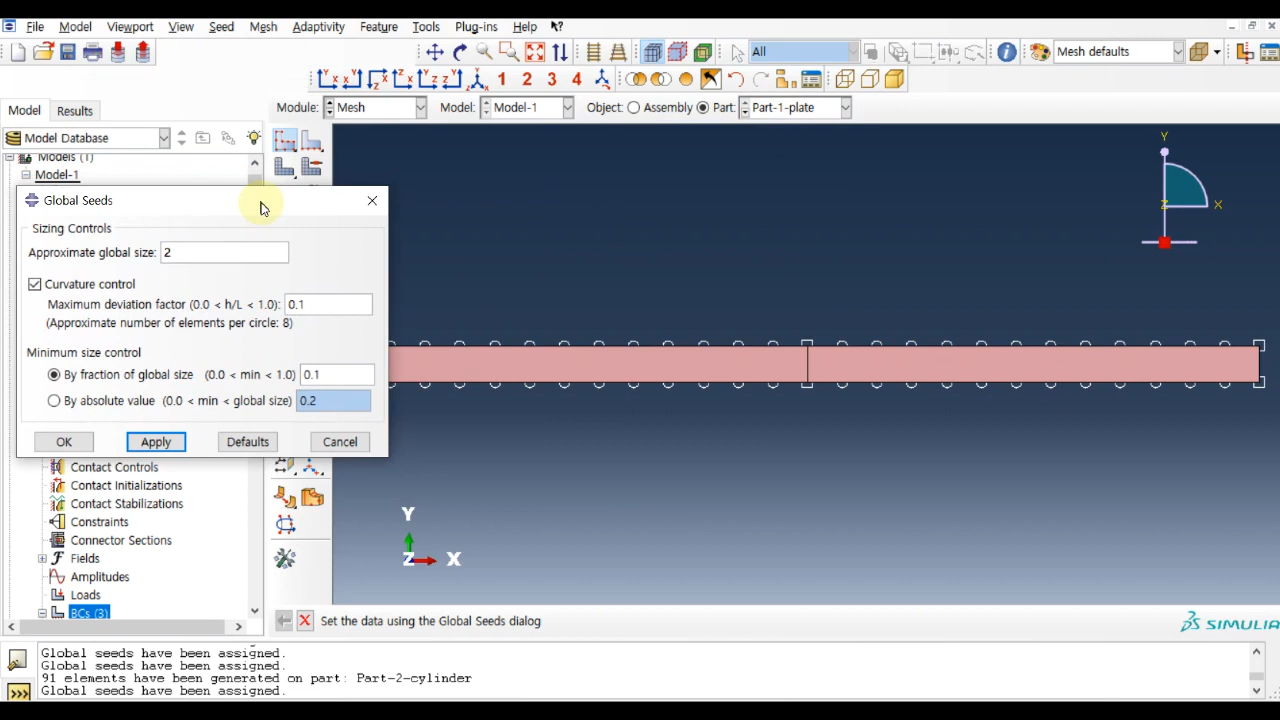 File Model Viewport View Seed Mesh Adaptivity Feature Tools Plug-ins Help
All Mesh defaults
1 2 3 4
Model Results Module: Mesh Model: Model-1 Object: Assembly Part: Part-1-plate
Model Database
Models (1)
Model-1
Global Seeds
Sizing Controls
Approximate global size: 2
Curvature control
Maximum deviation factor (0.0 < h/L < 1.0): 0.1
(Approximate number of elements per circle: 8)
Minimum size control
By fraction of global size (0.0 < min < 1.0) 0.1
By absolute value (0.0 < min < global size) 0.2
OK Apply Defaults Cancel
Contact Controls
Contact Initializations
Contact Stabilizations
Constraints
Connector Sections
Fields
Amplitudes
Loads
BCs (3)
Y
Z X
Y
Z X
Set the data using the Global Seeds dialog
SIMULIA
Global seeds have been assigned.
Global seeds have been assigned.
91 elements have been generated on part: Part-2-cylinder
Global seeds have been assigned.